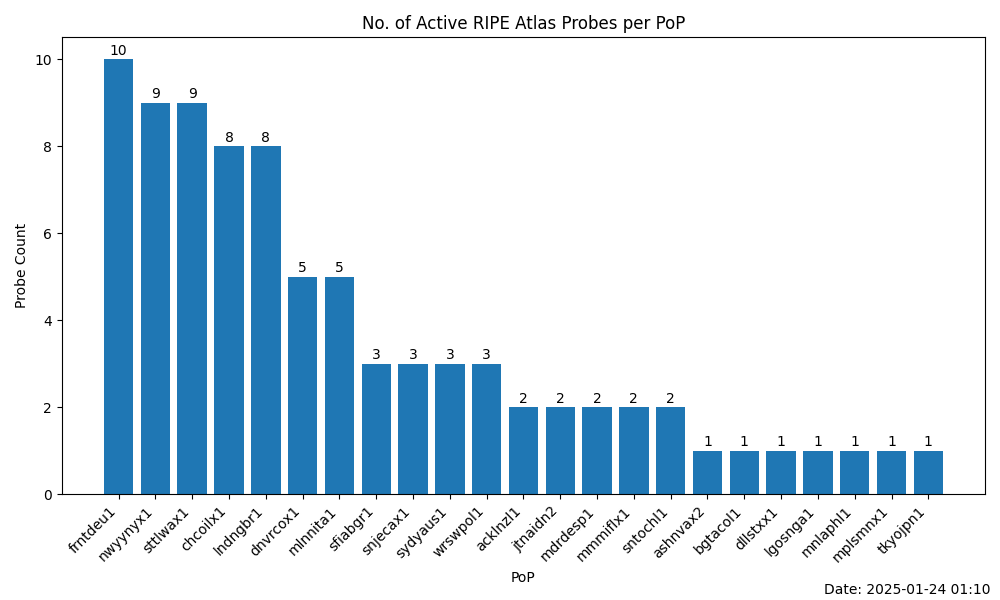 No. of Active RIPE Atlas Probes per PoP
Probe Count
10
8
6
4
2
0
10
9
9
8
8
5
5
3
3
3
3
2
2
2
2
2
1
1
1
1
1
1
1
frntdeu1
nwyynyx1
sttlwax1
chcoilx1
lndngbr1
dnvrcox1
mlnnita1
sfiabgr1
snjecax1
sydyaus1
wrswpol1
acklnzl1
jtnaidn2
mdrdesp1
mmmiflx1
sntochl1
ashnvax2
bgtacol1
dllstxx1
lgosnga1
mnlaphl1
mplsmnx1
tkyojpn1
PoP
Date: 2025-01-24 01:10